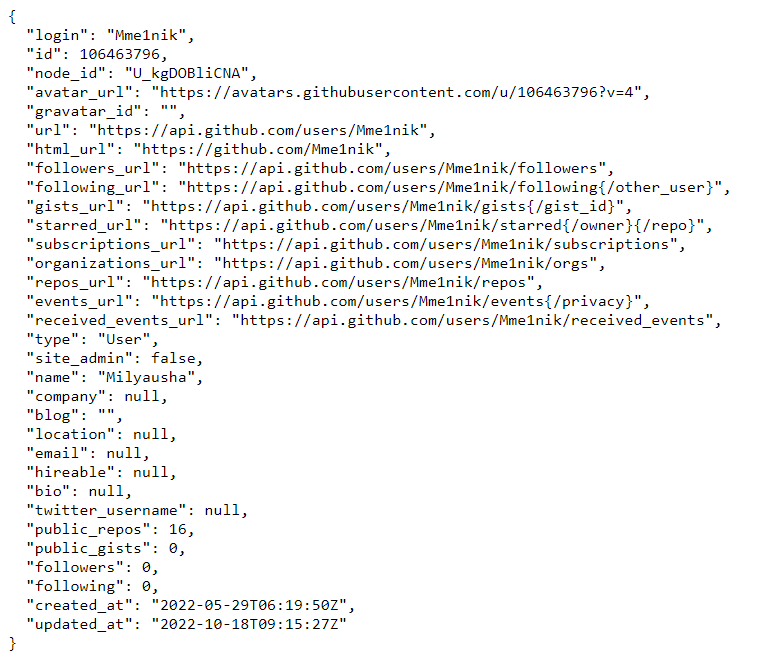 {
  "login": "Mme1nik",
  "id": 106463796,
  "node_id": "U_kgDOBliCNA",
  "avatar_url": "https://avatars.githubusercontent.com/u/106463796?v=4",
  "gravatar_id": "",
  "url": "https://api.github.com/users/Mme1nik",
  "html_url": "https://github.com/Mme1nik",
  "followers_url": "https://api.github.com/users/Mme1nik/followers",
  "following_url": "https://api.github.com/users/Mme1nik/following{/other_user}",
  "gists_url": "https://api.github.com/users/Mme1nik/gists{/gist_id}",
  "starred_url": "https://api.github.com/users/Mme1nik/starred{/owner}{/repo}",
  "subscriptions_url": "https://api.github.com/users/Mme1nik/subscriptions",
  "organizations_url": "https://api.github.com/users/Mme1nik/orgs",
  "repos_url": "https://api.github.com/users/Mme1nik/repos",
  "events_url": "https://api.github.com/users/Mme1nik/events{/privacy}",
  "received_events_url": "https://api.github.com/users/Mme1nik/received_events",
  "type": "User",
  "site_admin": false,
  "name": "Milyausha",
  "company": null,
  "blog": "",
  "location": null,
  "email": null,
  "hireable": null,
  "bio": null,
  "twitter_username": null,
  "public_repos": 16,
  "public_gists": 0,
  "followers": 0,
  "following": 0,
  "created_at": "2022-05-29T06:19:50Z",
  "updated_at": "2022-10-18T09:15:27Z"
}